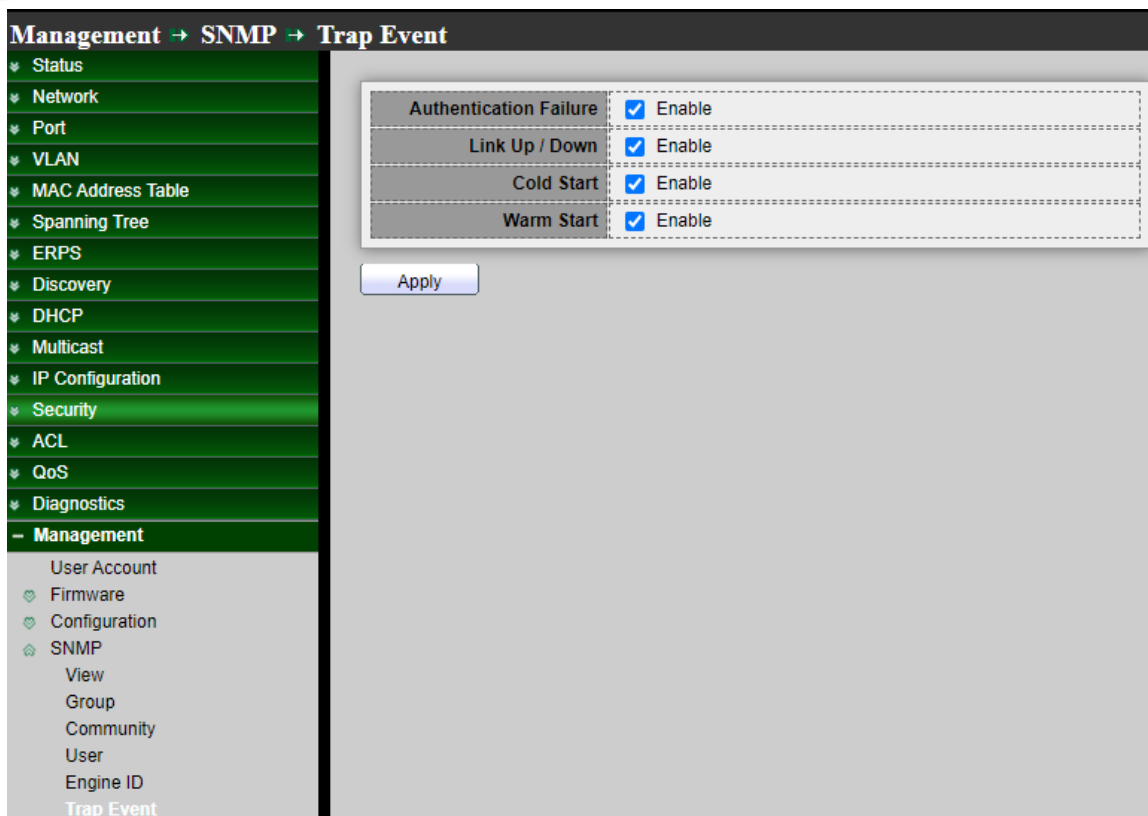 Management SNMP Trap Event
Status
Network
Port
VLAN
MAC Address Table
Spanning Tree
ERPS
Discovery
DHCP
Multicast
IP Configuration
Security
ACL
QoS
Diagnostics
Management
User Account
Firmware
Configuration
SNMP
View
Group
Community
User
Engine ID
Trap Event
Authentication Failure Enable
Link Up / Down Enable
Cold Start Enable
Warm Start Enable
Apply